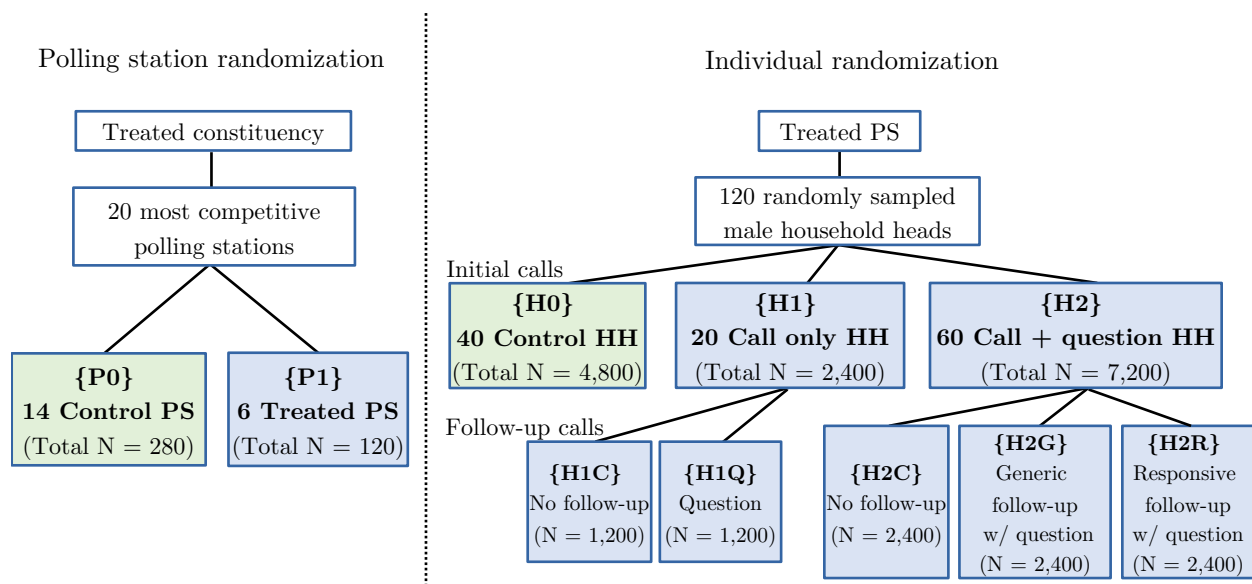 Polling station randomization
Treated constituency
20 most competitive
polling stations
{P0}
14 Control PS
(Total N = 280)
{P1}
6 Treated PS
(Total N = 120)
Individual randomization
Treated PS
120 randomly sampled
male household heads
Initial calls
{H0}
40 Control HH
(Total N = 4,800)
{H1}
20 Call only HH
(Total N = 2,400)
{H2}
60 Call + question HH
(Total N = 7,200)
Follow-up calls
{H1C}
No follow-up
(N = 1,200)
{H1Q}
Question
(N = 1,200)
{H2C}
No follow-up
(N = 2,400)
{H2G}
Generic
follow-up
w/ question
(N = 2,400)
{H2R}
Responsive
follow-up
w/ question
(N = 2,400)